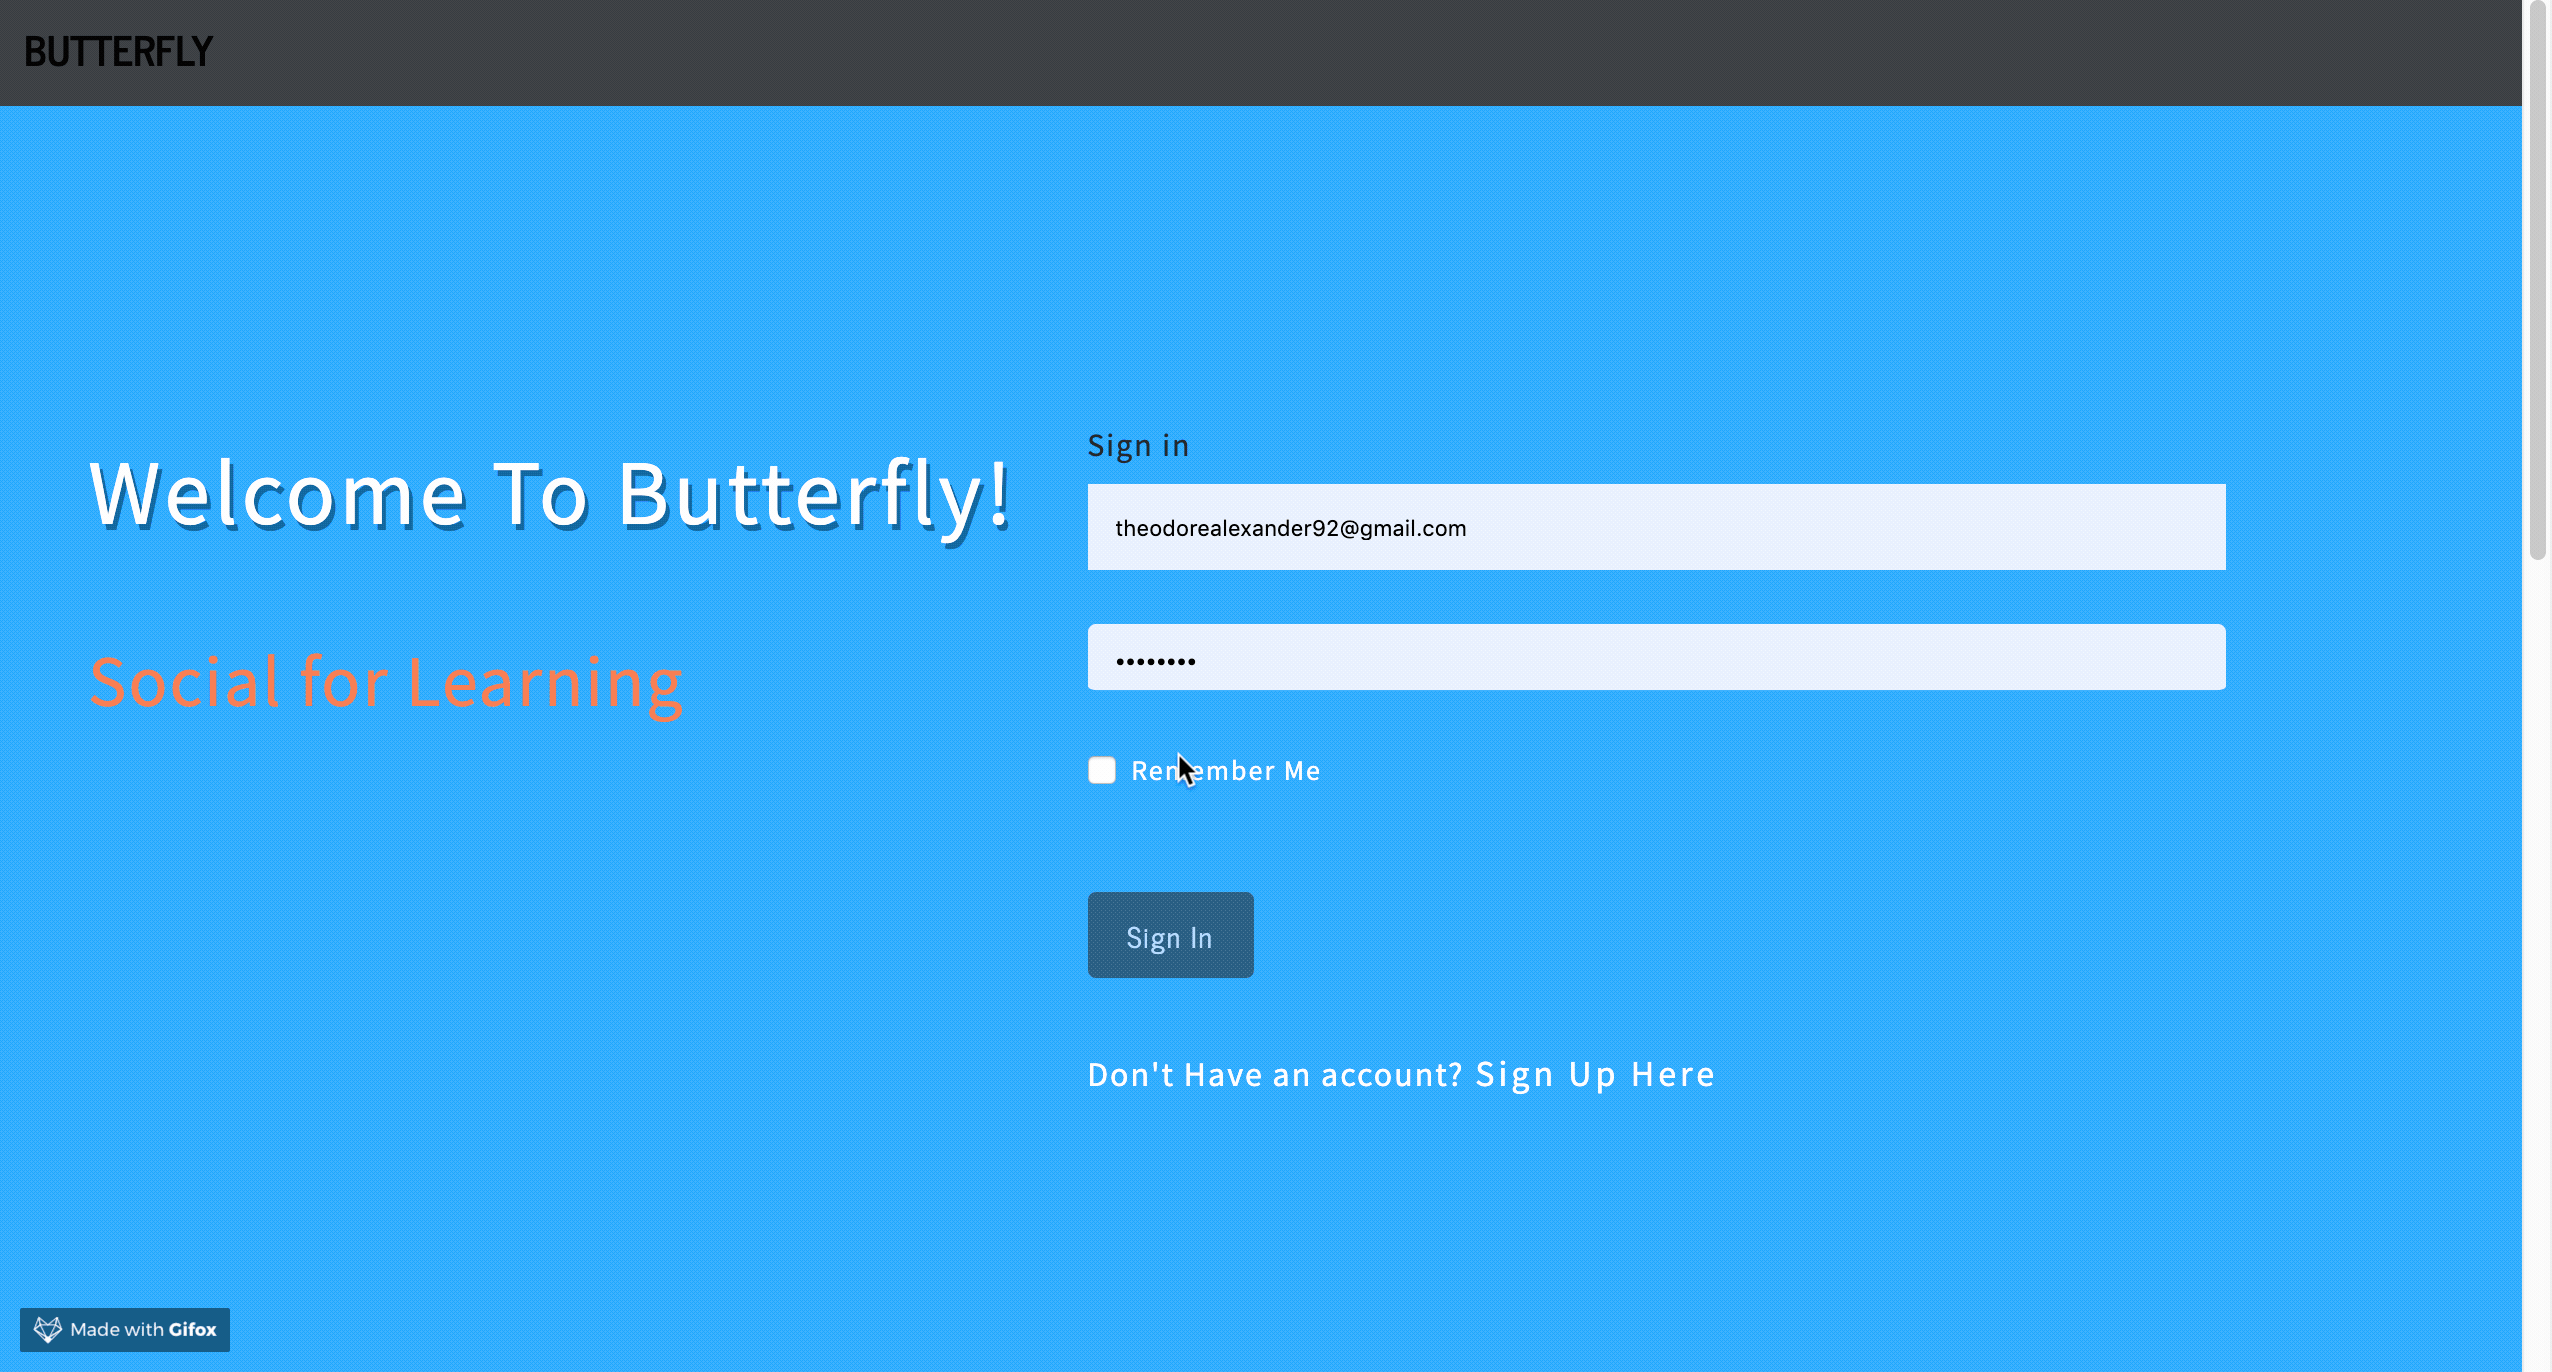 BUTTERFLY
Welcome To Butterfly!
Social for Learning
Sign in
theodorealexander92@gmail.com
••••••••
Remember Me
Sign In
Don't Have an account? Sign Up Here
Made with Gifox